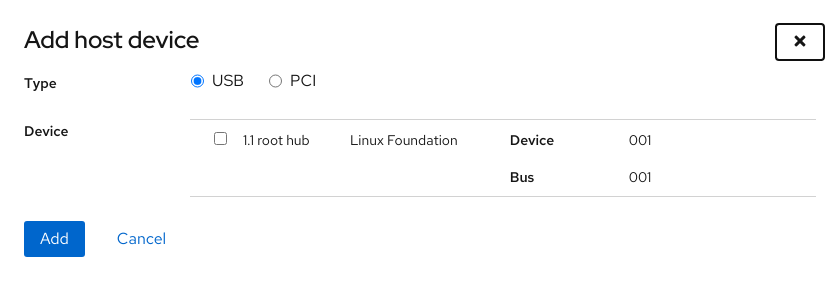 Add host device
Type
USB
PCI
Device
1.1 root hub
Linux Foundation
Device
001
Bus
001
Add
Cancel